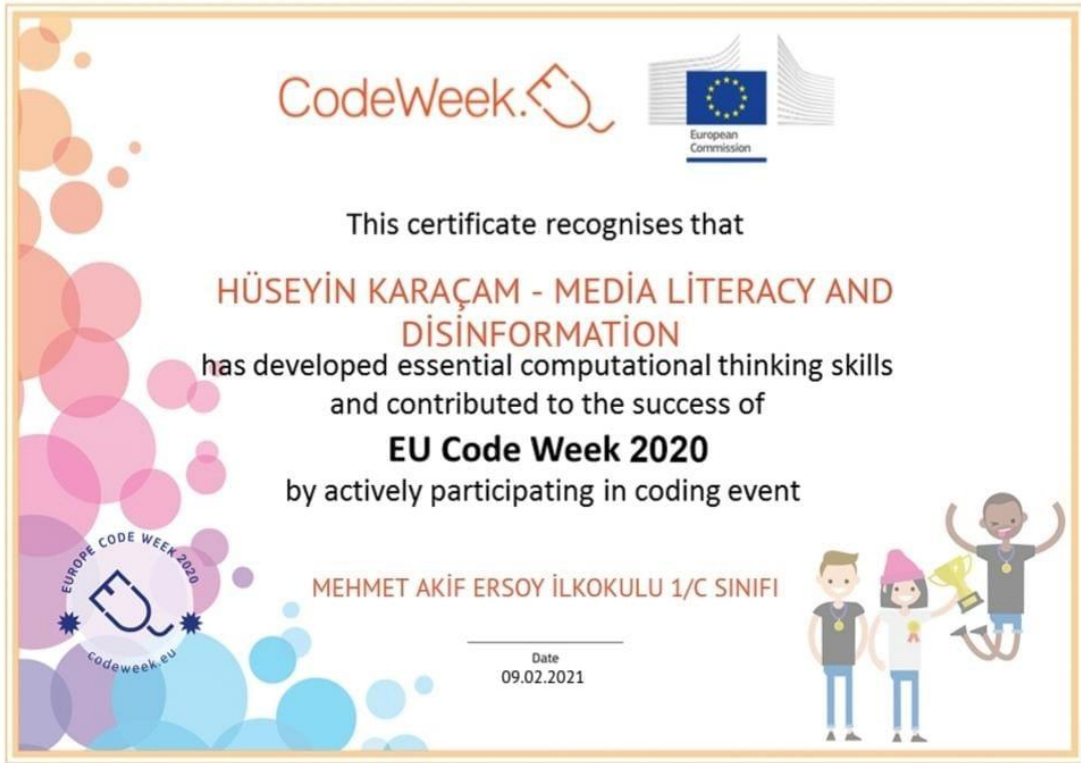 CodeWeek.
European
Commission
This certificate recognises that
HÜSEYİN KARAÇAM - MEDİA LİTERACY AND
DİSİNFORMATİON
has developed essential computational thinking skills
and contributed to the success of
EU Code Week 2020
by actively participating in coding event
EUROPE CODE WEEK 2020
codeweek.eu
MEHMET AKİF ERSOY İLKOKULU 1/C SINIFI
Date
09.02.2021